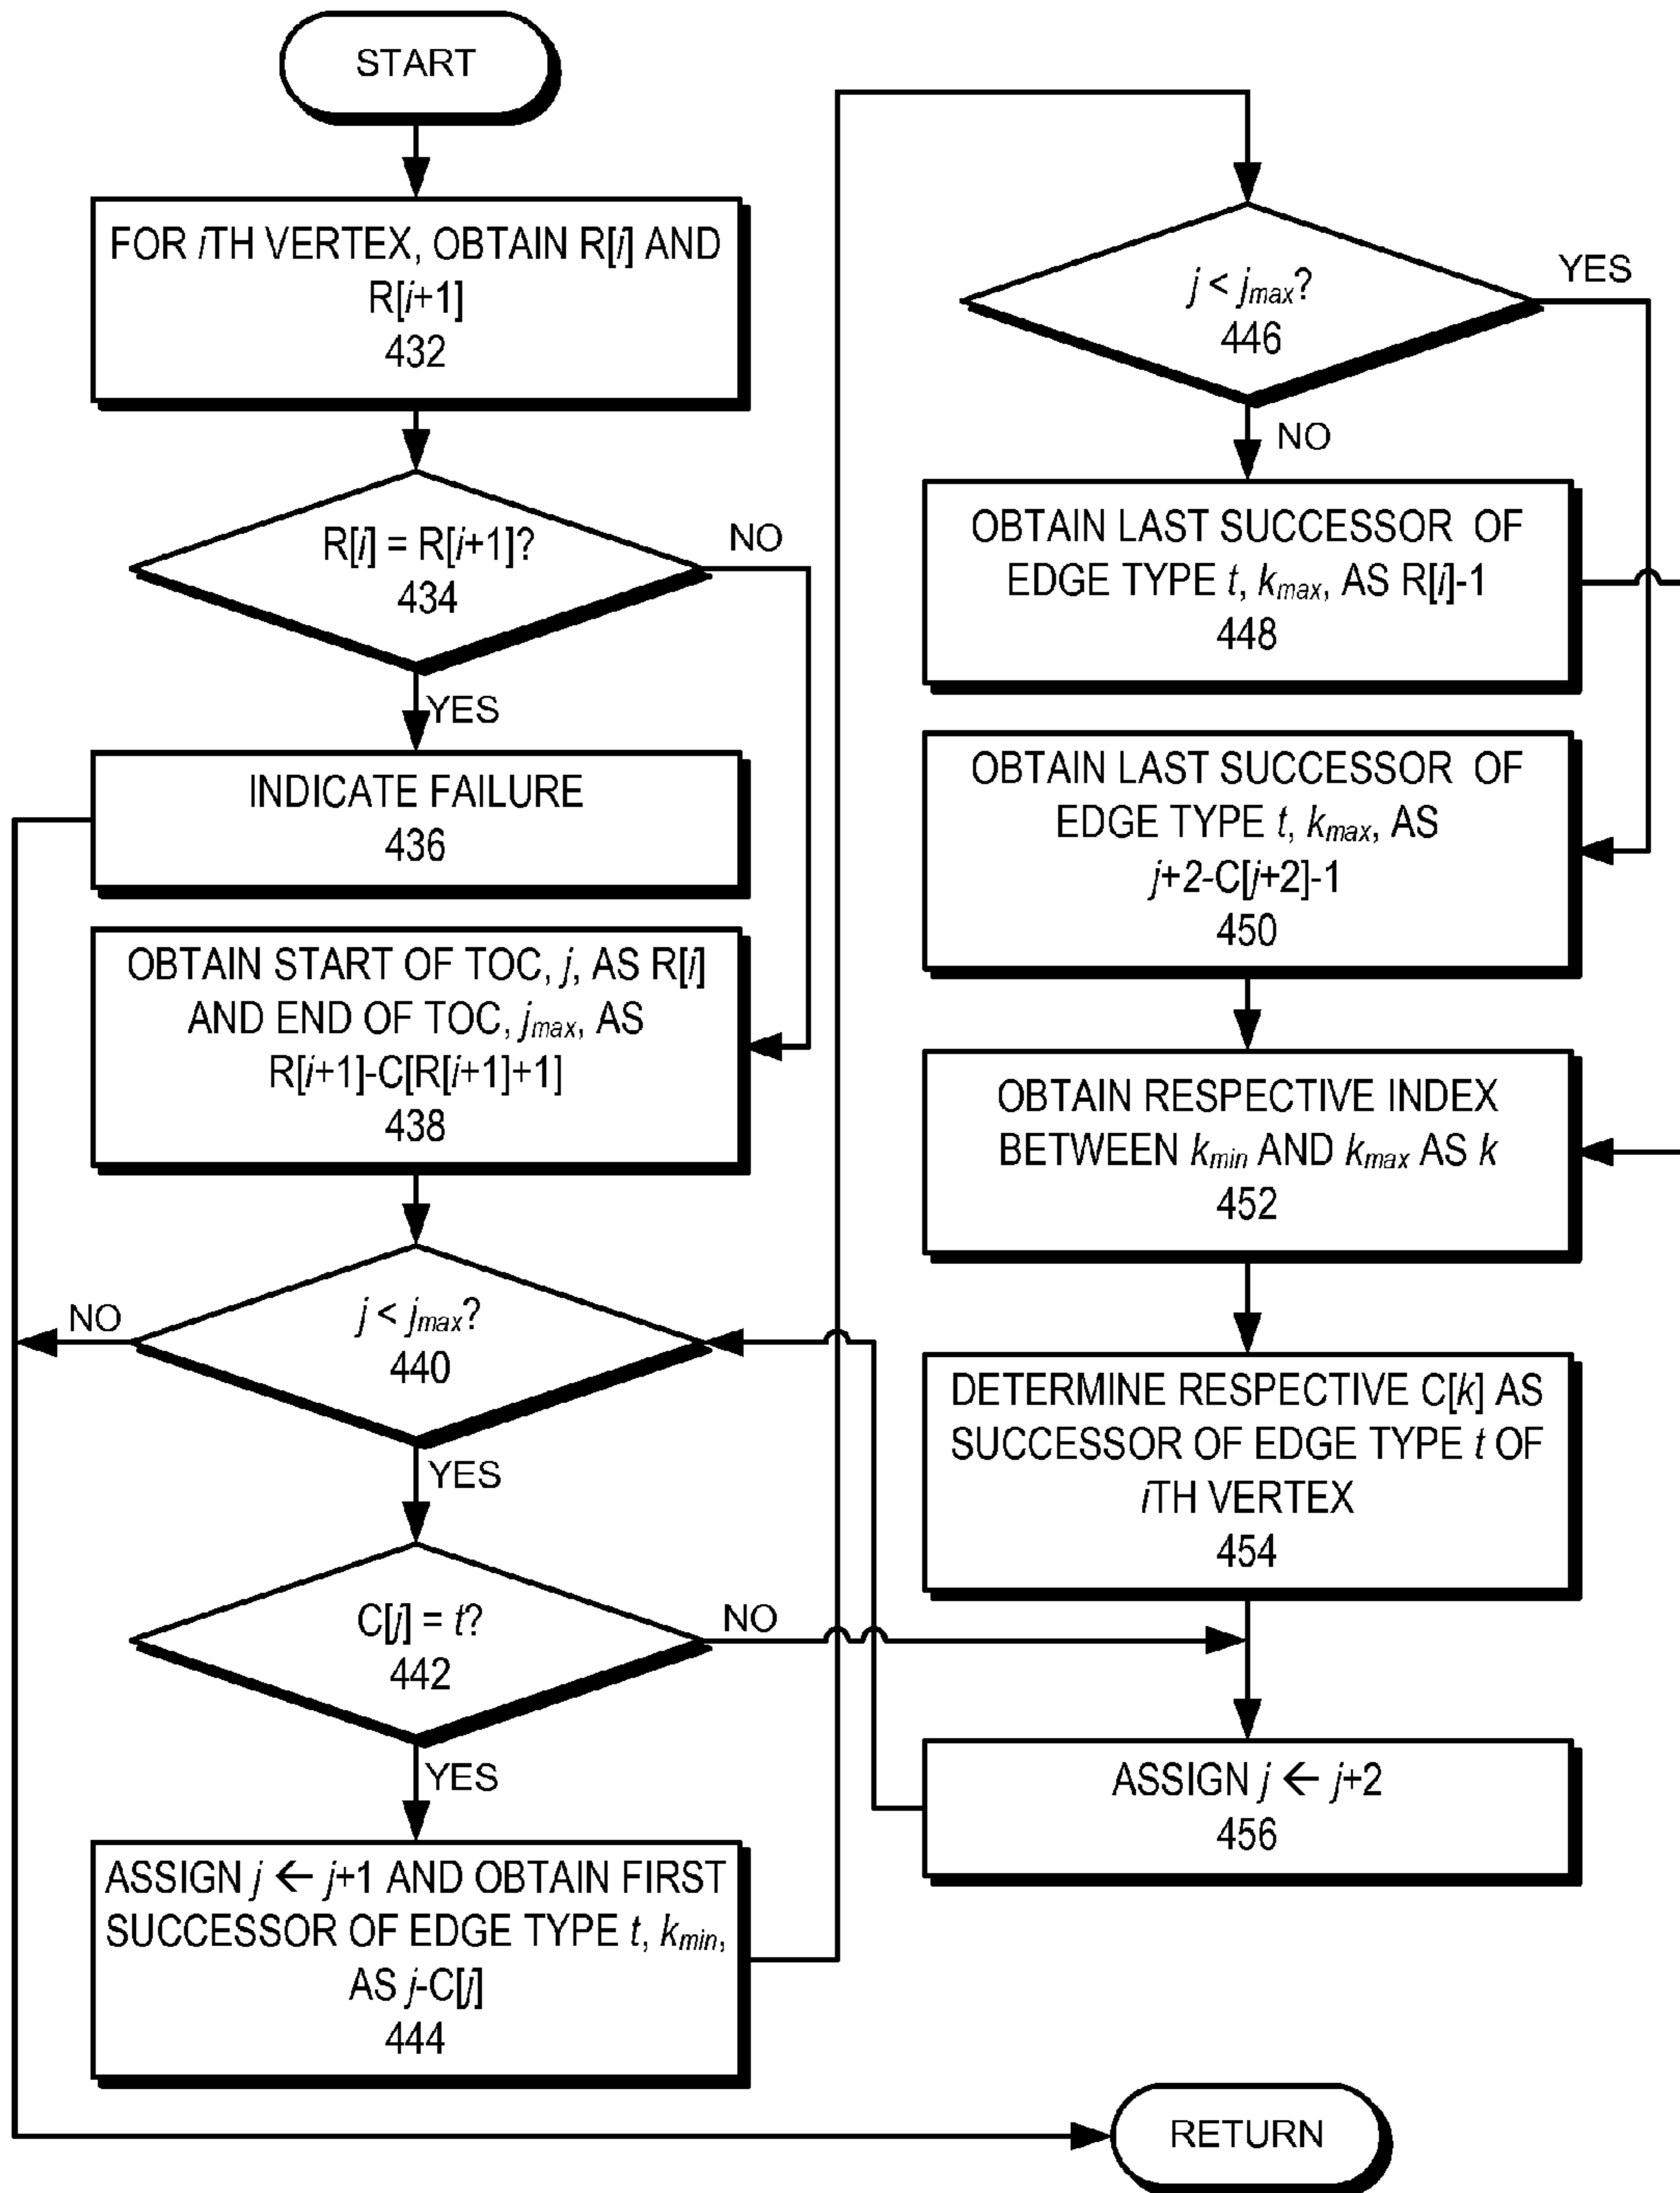 START
FOR iTH VERTEX, OBTAIN R[i] AND
R[i+1]
432
R[i] = R[i+1]?
434
NO
YES
INDICATE FAILURE
436
OBTAIN START OF TOC, j, AS R[i]
AND END OF TOC, jmax, AS
R[i+1]-C[R[i+1]+1]
438
j < jmax?
440
NO
YES
C[j] = t?
442
NO
YES
ASSIGN j ← j+1 AND OBTAIN FIRST
SUCCESSOR OF EDGE TYPE t, kmin,
AS j-C[j]
444
j < jmax?
446
YES
NO
OBTAIN LAST SUCCESSOR OF
EDGE TYPE t, kmax, AS R[i]-1
448
OBTAIN LAST SUCCESSOR OF
EDGE TYPE t, kmax, AS
j+2-C[j+2]-1
450
OBTAIN RESPECTIVE INDEX
BETWEEN kmin AND kmax AS k
452
DETERMINE RESPECTIVE C[k] AS
SUCCESSOR OF EDGE TYPE t OF
iTH VERTEX
454
ASSIGN j ← j+2
456
RETURN